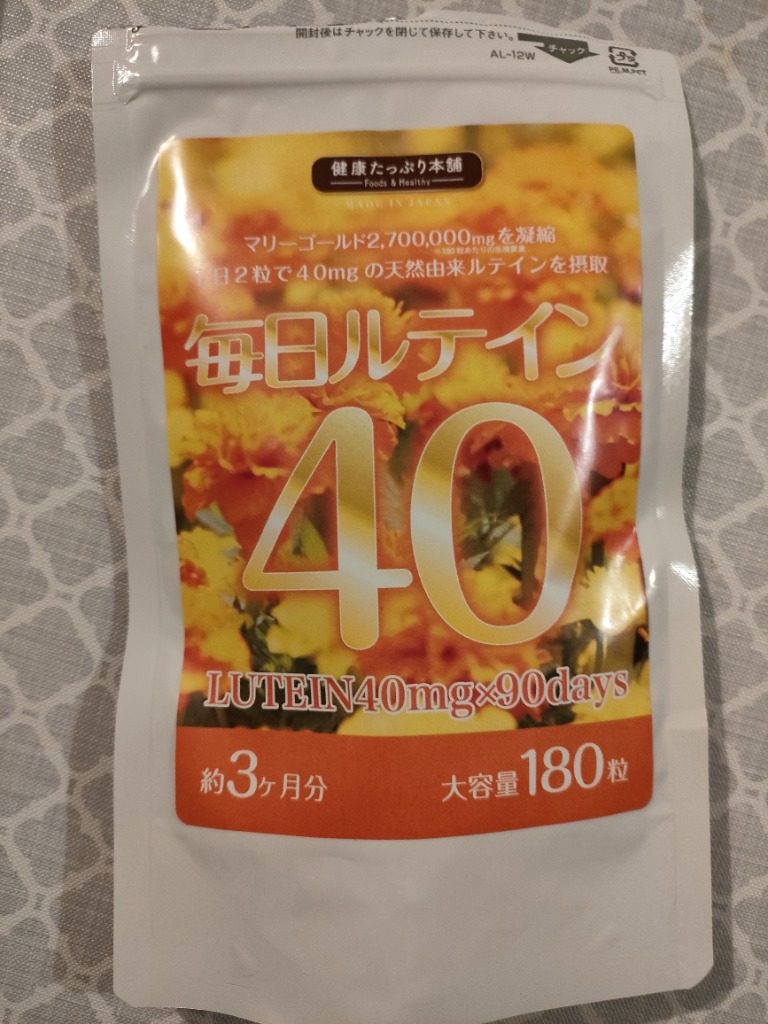 開封後はチャックを閉じて保存して下さい。
チャック
AL-12W
プラ
PE,M,PET
健康たっぷり本舗
Foods & Healthy
MADE IN JAPAN
マリーゴールド2,700,000mgを凝縮
日2粒で40mgの天然由来ルテインを摂取
毎日ルテイン
40
LUTEIN40mg×90days
約3ヶ月分
大容量180粒